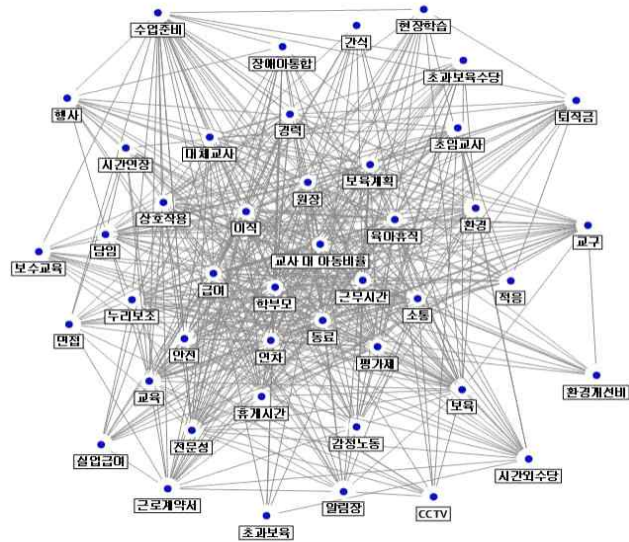 수업준비
현장학습
간식
장애아통합
초과보육수당
행사
퇴직금
경력
초임교사
대체교사
시간연장
보육계획
원장
상호작용
이직
육아휴직
환경
담임
교구
보수교육
교사 대 아동비율
급여
학부모
근무시간
적응
누리보조
소통
면접
동료
안전
연차
평가제
교육
환경개선비
휴게시간
보육
전문성
감정노동
실업급여
시간외수당
근로계약서
알림장
CCTV
초과보육